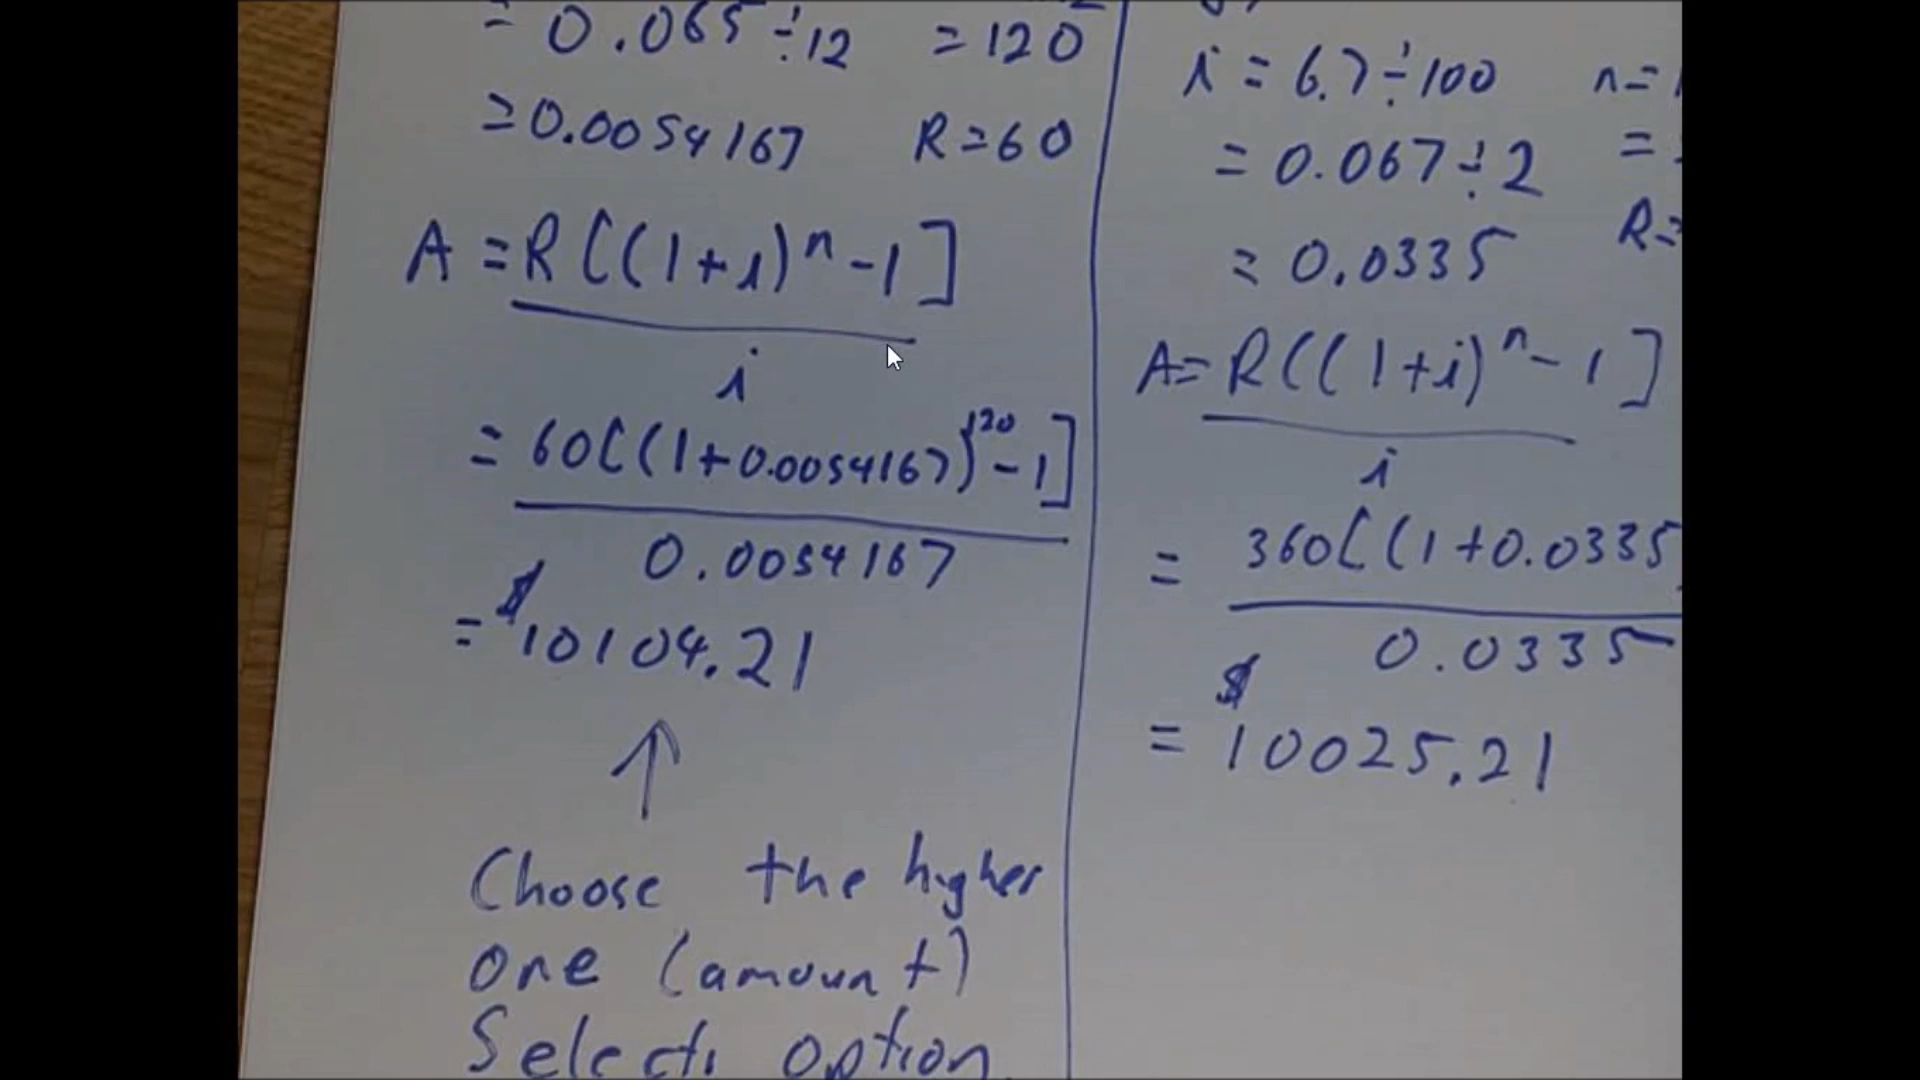 = 0.065 ÷ 12 = 120
= 0.0054167 R = 60
A = R[(1+i)ⁿ - 1]
i
= 60[(1+0.0054167)¹²⁰ - 1]
0.0054167
= $10104.21
↑
Choose the higher
one (amount)
Selects option
i = 6.7 ÷ 100 n =
= 0.067 ÷ 2 =
= 0.0335 R =
A = R((1+i)ⁿ - 1]
i
= 360[(1+0.0335
0.0335
= $10025.21